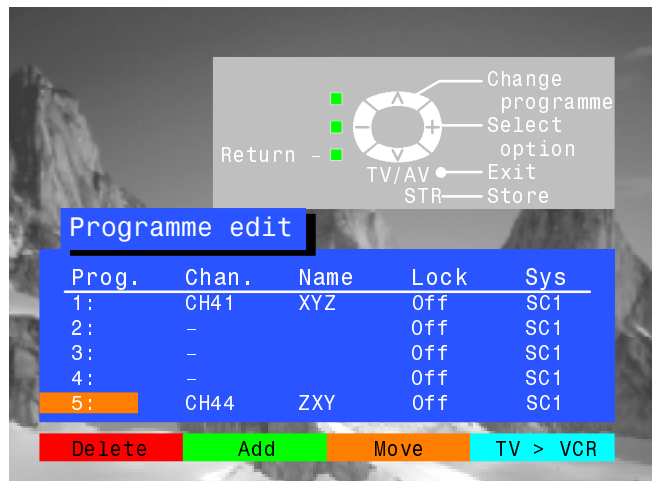 Change
programme
Select
option
Return –
TV/AV Exit
STR Store
Programme edit
Prog. Chan. Name Lock Sys
1: CH41 XYZ Off SC1
2: – Off SC1
3: – Off SC1
4: – Off SC1
5: CH44 ZXY Off SC1
Delete Add Move TV > VCR